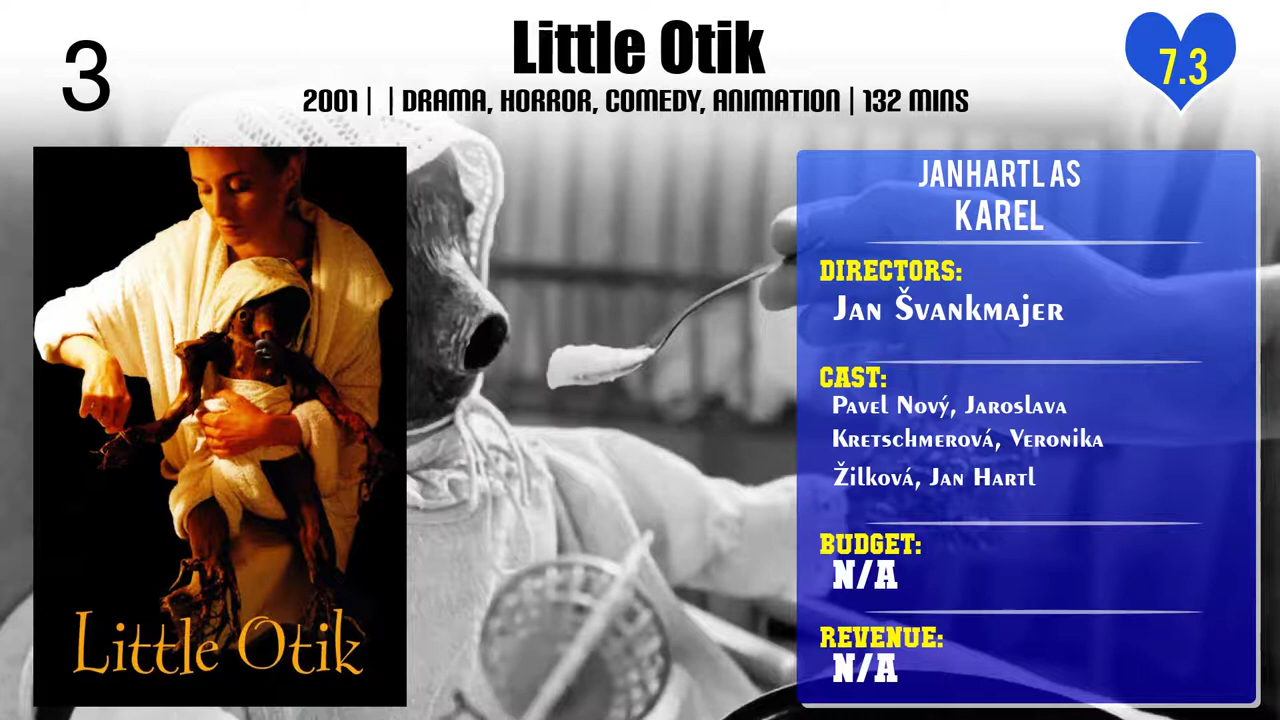 3
Little Otik
7.3
2001 | | DRAMA, HORROR, COMEDY, ANIMATION | 132 MINS
JANHARTL AS
KAREL
DIRECTORS:
Jan Švankmajer
CAST:
Pavel Nový, Jaroslava
Kretschmerová, Veronika
Žilková, Jan Hartl
BUDGET:
N/A
REVENUE:
N/A
Little Otik